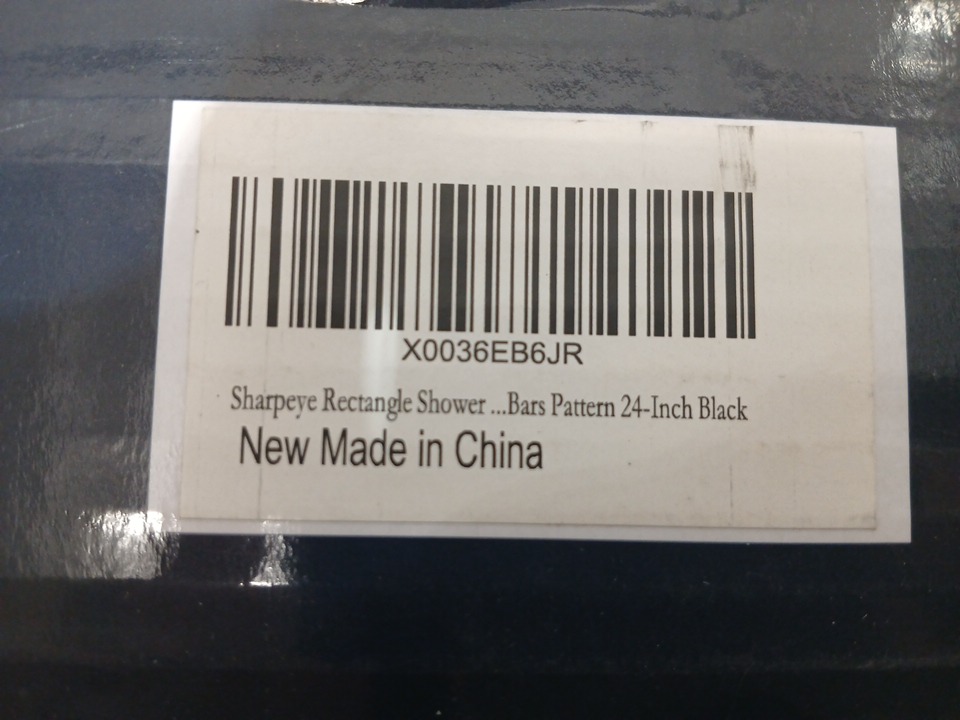 X0036EB6JR
Sharpeye Rectangle Shower ...Bars Pattern 24-Inch Black
New Made in China